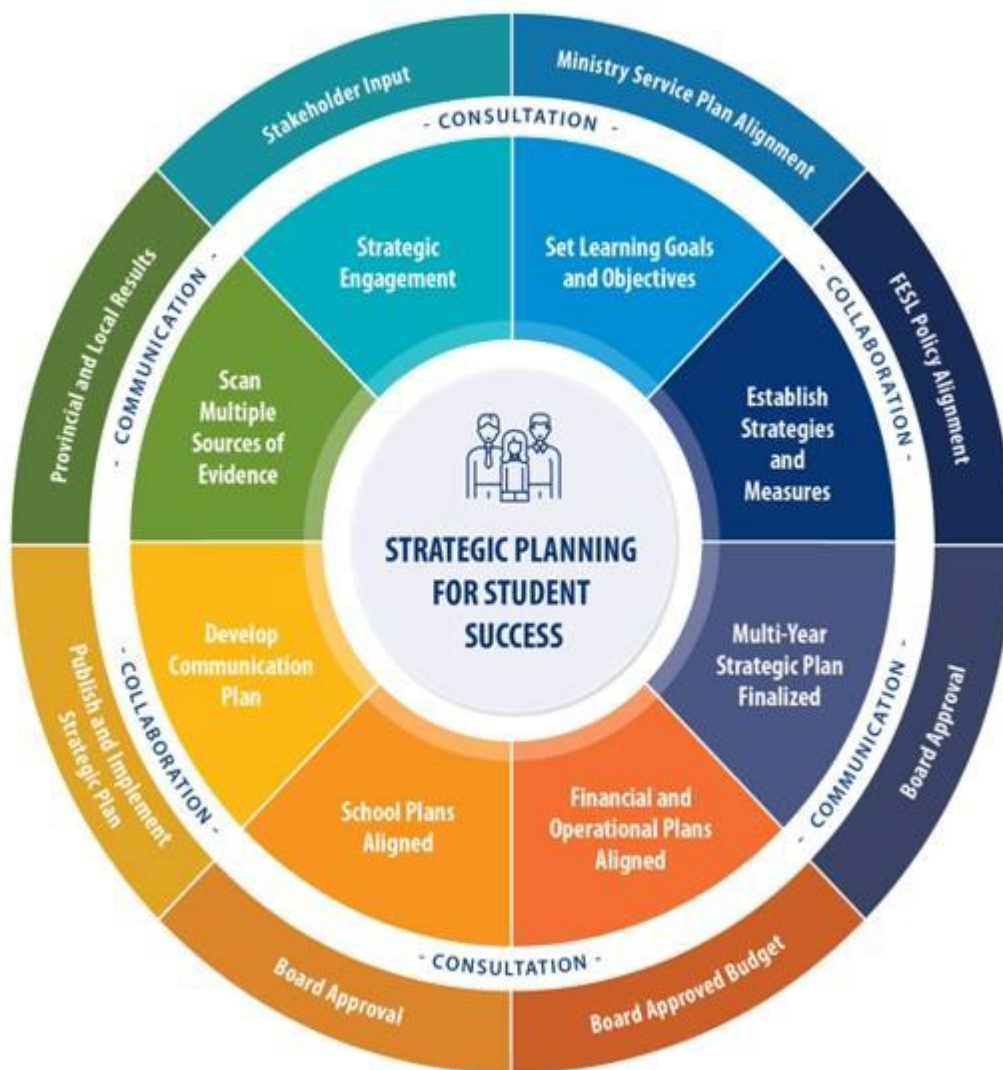 Stakeholder Input
Ministry Service Plan Alignment
FESL Policy Alignment
Board Approval
Board Approved Budget
Board Approval
Publish and Implement
Strategic Plan
Provincial and Local Results
- CONSULTATION -
- COLLABORATION -
- COMMUNICATION -
- CONSULTATION -
- COLLABORATION -
- COMMUNICATION -
Strategic
Engagement
Set Learning Goals
and Objectives
Establish
Strategies
and
Measures
Multi-Year
Strategic Plan
Finalized
Financial and
Operational Plans
Aligned
School Plans
Aligned
Develop
Communication
Plan
Scan
Multiple
Sources of
Evidence
STRATEGIC PLANNING
FOR STUDENT
SUCCESS